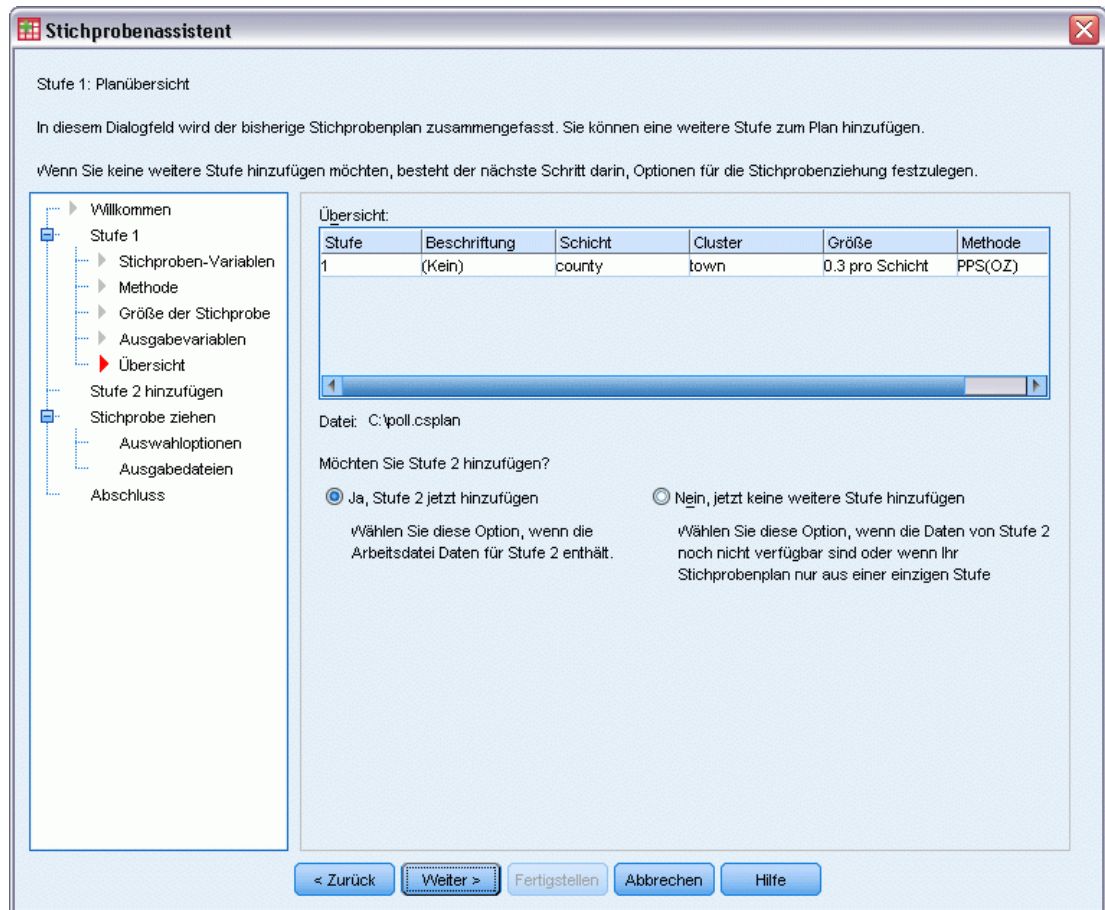 Stichprobenassistent
Stufe 1: Planübersicht
In diesem Dialogfeld wird der bisherige Stichprobenplan zusammengefasst. Sie können eine weitere Stufe zum Plan hinzufügen.
Wenn Sie keine weitere Stufe hinzufügen möchten, besteht der nächste Schritt darin, Optionen für die Stichprobenziehung festzulegen.
Willkommen
Stufe 1
Stichproben-Variablen
Methode
Größe der Stichprobe
Ausgabevariablen
Übersicht
Stufe 2 hinzufügen
Stichprobe ziehen
Auswahloptionen
Ausgabedateien
Abschluss
Übersicht:
Stufe Beschriftung Schicht Cluster Größe Methode
1 (Kein) county town 0.3 pro Schicht PPS(OZ)
Datei: C:\poll.csplan
Möchten Sie Stufe 2 hinzufügen?
Ja, Stufe 2 jetzt hinzufügen
Wählen Sie diese Option, wenn die
Arbeitsdatei Daten für Stufe 2 enthält.
Nein, jetzt keine weitere Stufe hinzufügen
Wählen Sie diese Option, wenn die Daten von Stufe 2
noch nicht verfügbar sind oder wenn Ihr
Stichprobenplan nur aus einer einzigen Stufe
< Zurück Weiter > Fertigstellen Abbrechen Hilfe